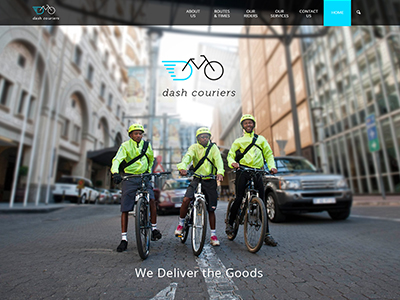 dash couriers
ABOUT US
ROUTES & TIMES
OUR RIDERS
OUR SERVICES
CONTACT US
HOME
dash couriers
We Deliver the Goods